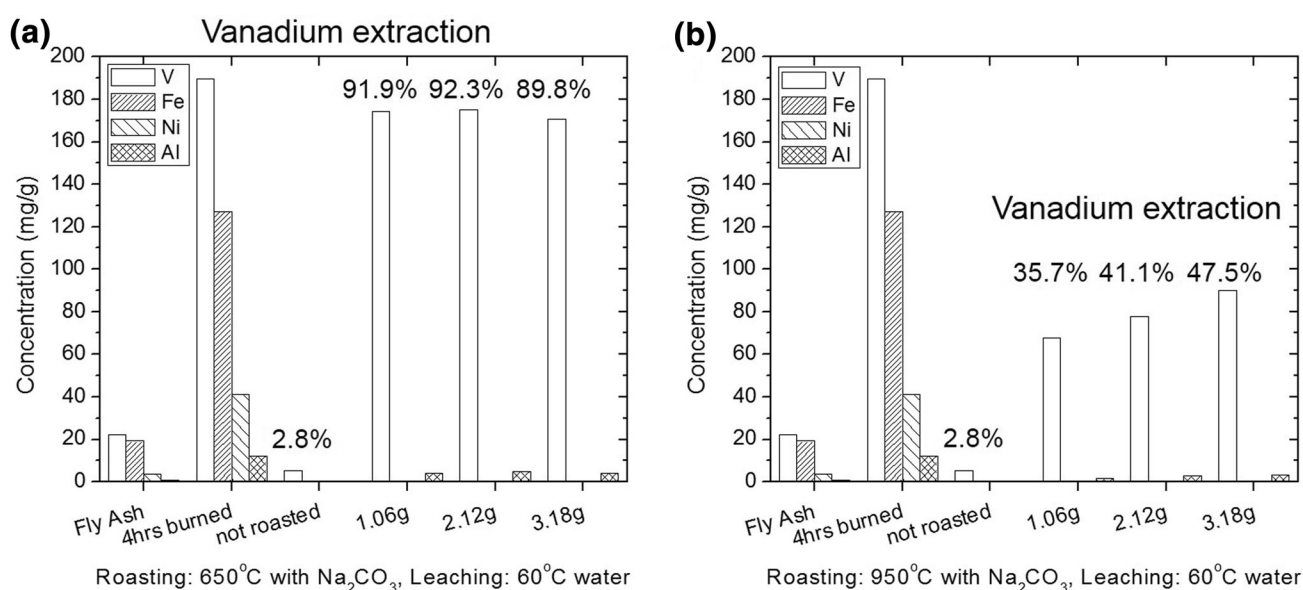 (a)
Vanadium extraction
200
180
160
140
120
100
80
60
40
20
0
Concentration (mg/g)
V
Fe
Ni
Al
91.9% 92.3% 89.8%
2.8%
Fly Ash
4hrs burned
not roasted
1.06g
2.12g
3.18g
Roasting: 650°C with Na₂CO₃, Leaching: 60°C water
(b)
200
180
160
140
120
100
80
60
40
20
0
Concentration (mg/g)
V
Fe
Ni
Al
Vanadium extraction
35.7% 41.1% 47.5%
2.8%
Fly Ash
4hrs burned
not roasted
1.06g
2.12g
3.18g
Roasting: 950°C with Na₂CO₃, Leaching: 60°C water